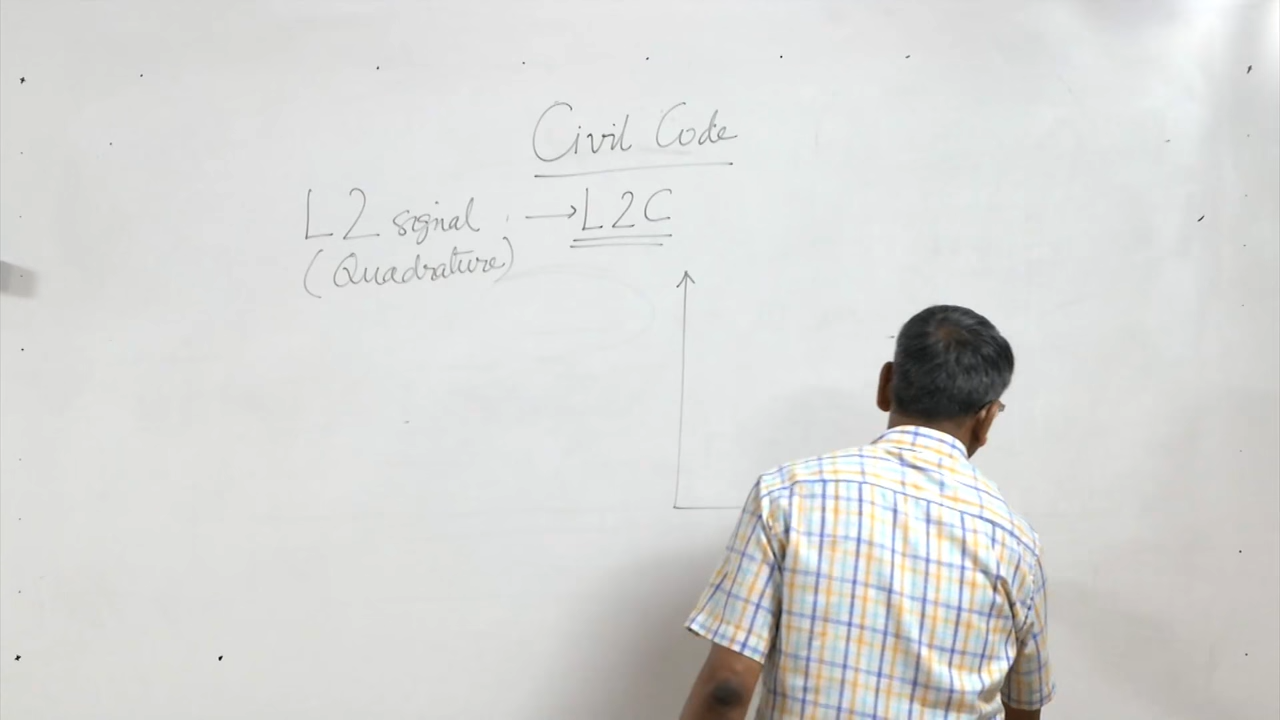 Civil Code
L2 signal → L2C
(Quadrature)